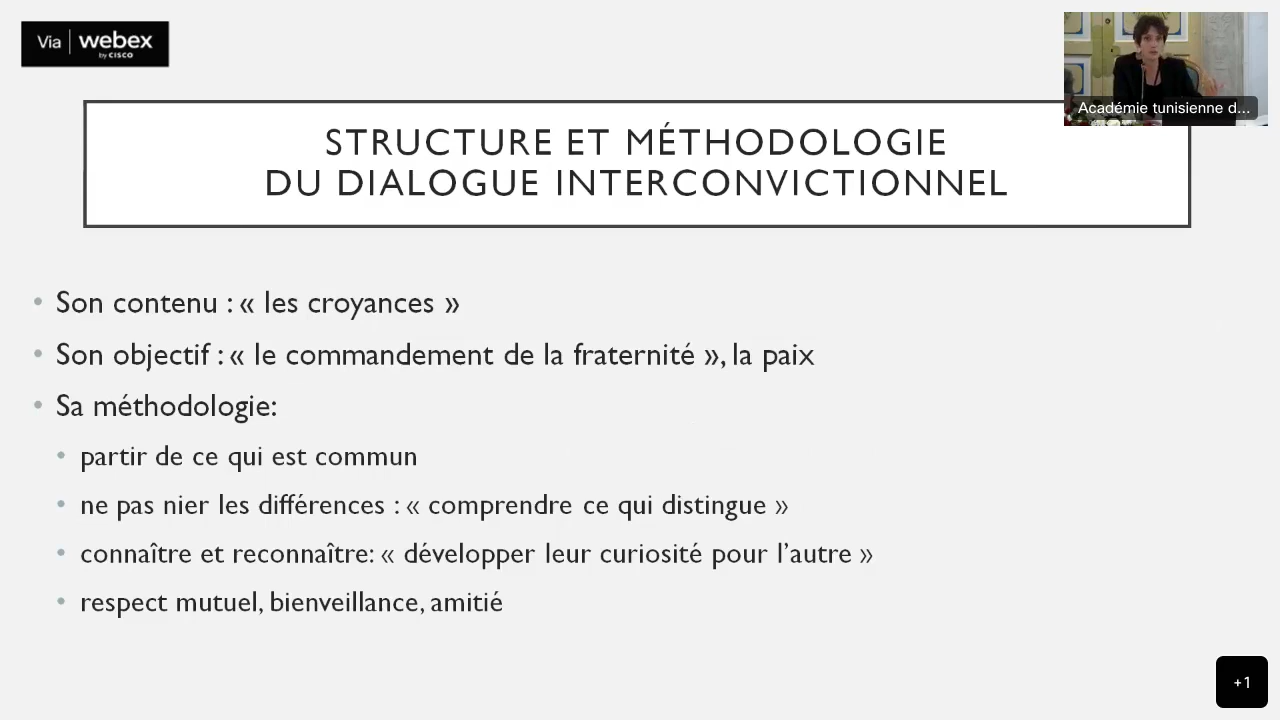 Via webex
by CISCO
Académie tunisienne d...
STRUCTURE ET MÉTHODOLOGIE
DU DIALOGUE INTERCONVICTIONNEL
• Son contenu : « les croyances »
• Son objectif : « le commandement de la fraternité », la paix
• Sa méthodologie:
• partir de ce qui est commun
• ne pas nier les différences : « comprendre ce qui distingue »
• connaître et reconnaître: « développer leur curiosité pour l’autre »
• respect mutuel, bienveillance, amitié
+1